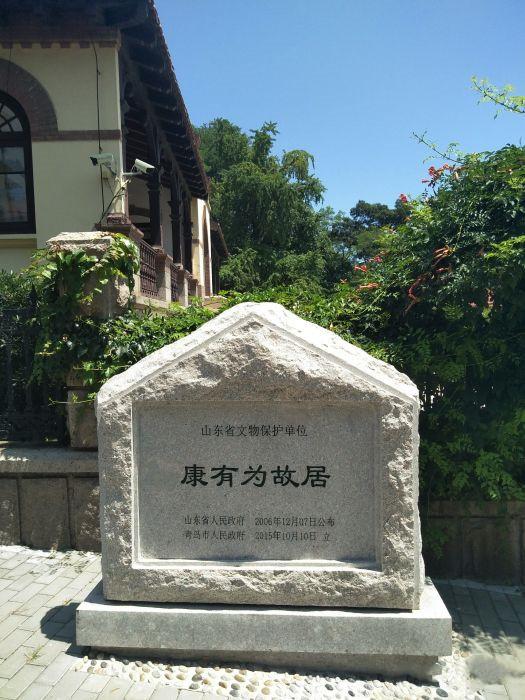 山东省文物保护单位
康有为故居
山东省人民政府 2006年12月07日公布
青岛市人民政府 2015年10月10日 立